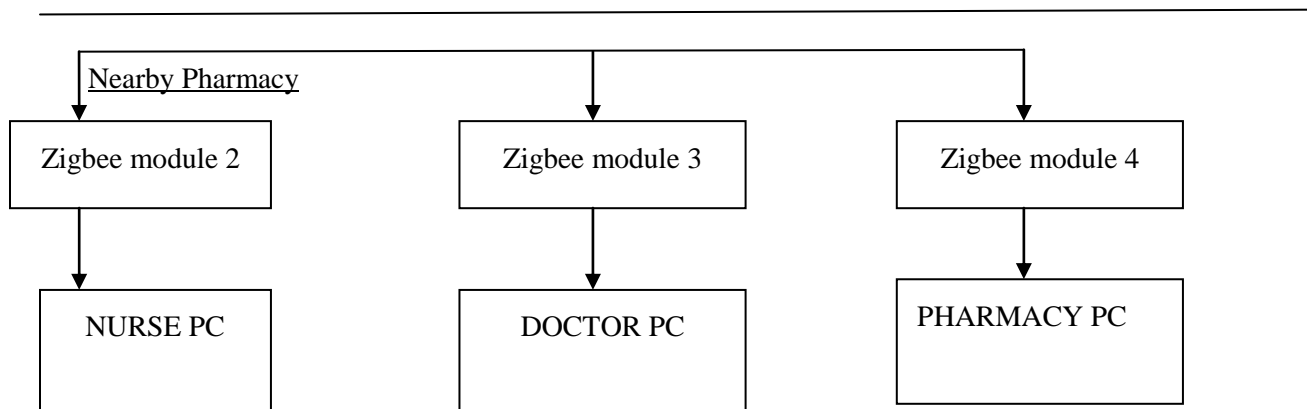 Nearby Pharmacy
Zigbee module 2
Zigbee module 3
Zigbee module 4
NURSE PC
DOCTOR PC
PHARMACY PC